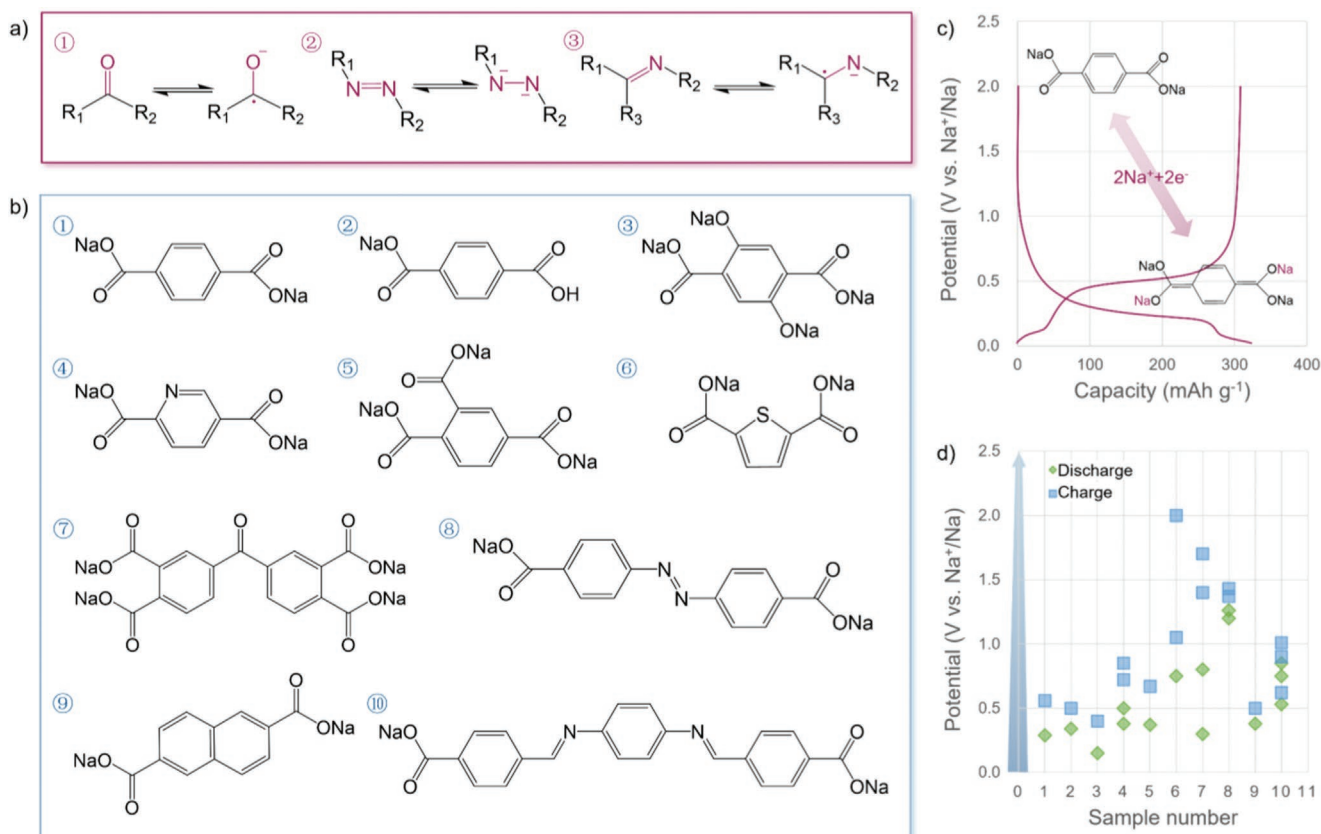 a)
① ② ③
O O⁻
R₁ R₂ R₁ R₂
R₁ N=N R₂ R₁ N̄—N̄ R₂
R₁ N R₂ R₃ R₁ N̄ R₂ R₃
b)
① NaO O O ONa
② NaO O O OH
③ NaO NaO O O ONa ONa
④ NaO O N O ONa
⑤ ONa O NaO O O ONa
⑥ ONa O S ONa O
⑦ O O O NaO NaO O ONa ONa O
⑧ NaO O N N O ONa
⑨ O ONa NaO O
⑩ NaO O N N O ONa
c)
Potential (V vs. Na⁺/Na)
2.5
2.0
1.5
1.0
0.5
0.0
NaO O O ONa
2Na⁺+2e⁻
NaO NaO ONa ONa
0 100 200 300 400
Capacity (mAh g⁻¹)
d)
Potential (V vs. Na⁺/Na)
2.5
2.0
1.5
1.0
0.5
0.0
Discharge
Charge
0 1 2 3 4 5 6 7 8 9 10 11
Sample number